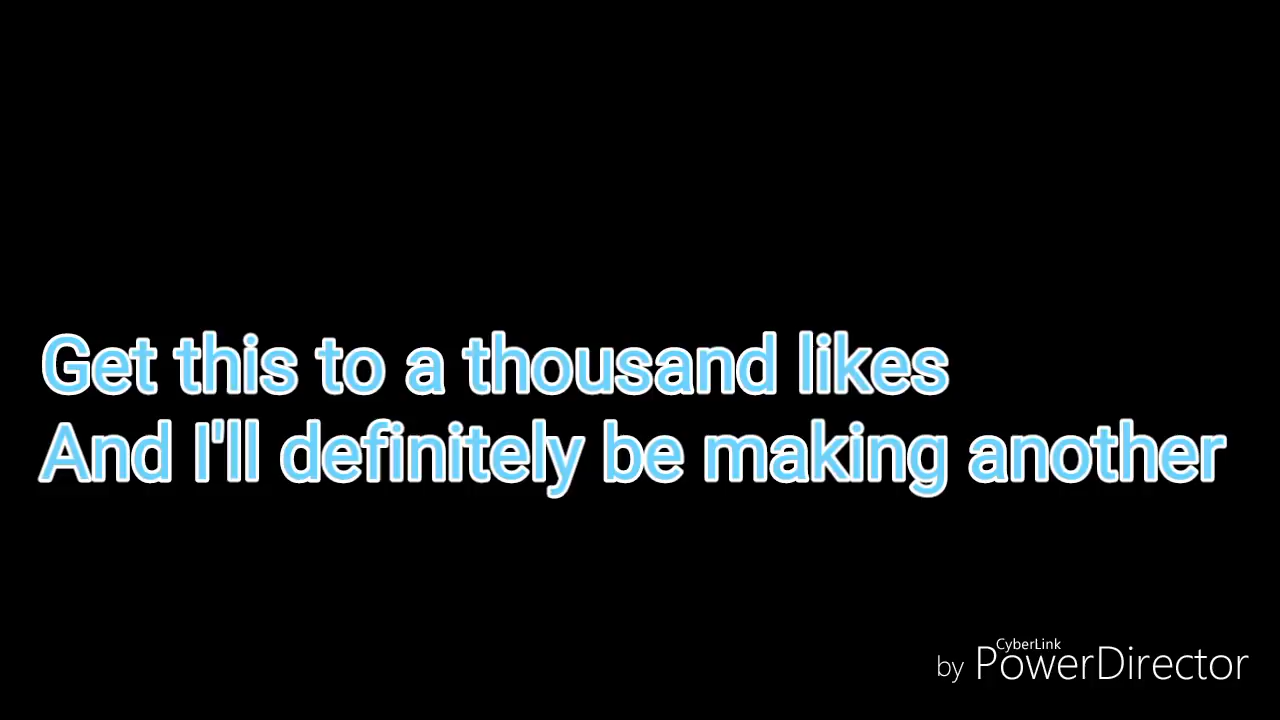 Get this to a thousand likes
And I'll definitely be making another
CyberLink
by PowerDirector